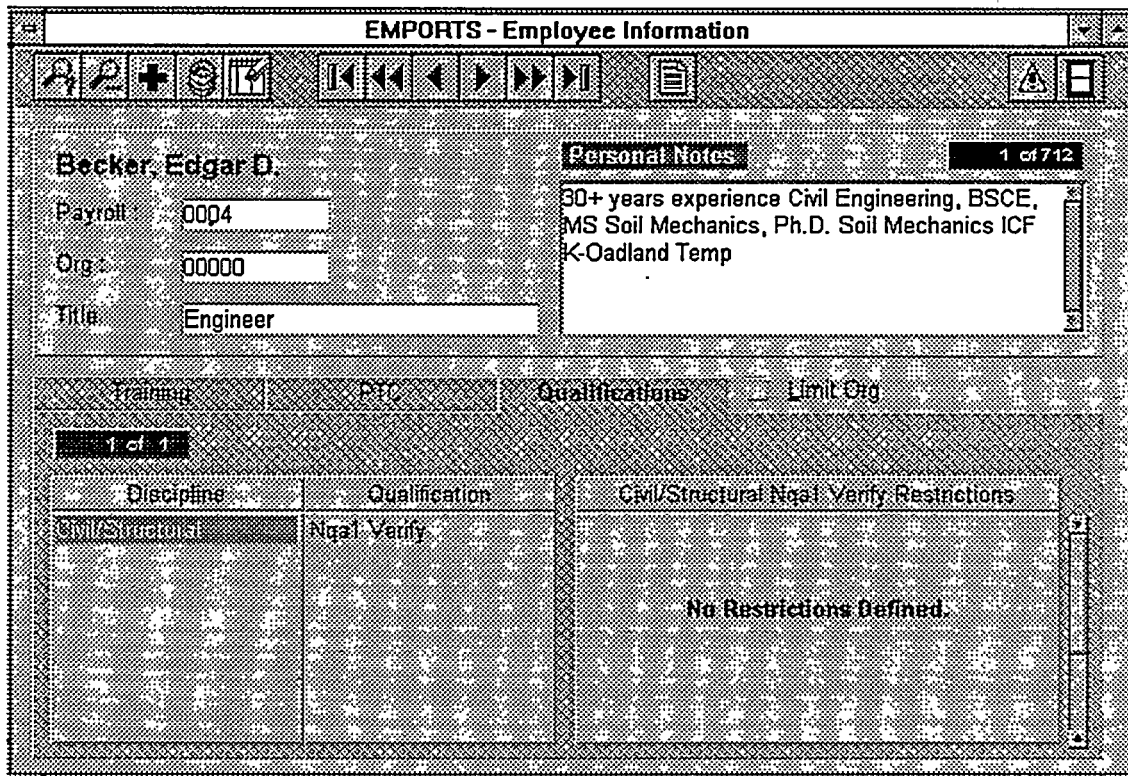 EMPORTS - Employee Information
Becker, Edgar D.
Personal Notes
1 of 712
Payroll :
0004
30+ years experience Civil Engineering, BSCE,
MS Soil Mechanics, Ph.D. Soil Mechanics ICF
K-Oadland Temp
Org :
00000
Title:
Engineer
Training
PTC
Qualifications
Limit Org
1 of 1
Discipline
Qualification
Civil/Structural Nqa1 Verify Restrictions
Civil/Structural
Nqa1 Verify
No Restrictions Defined.